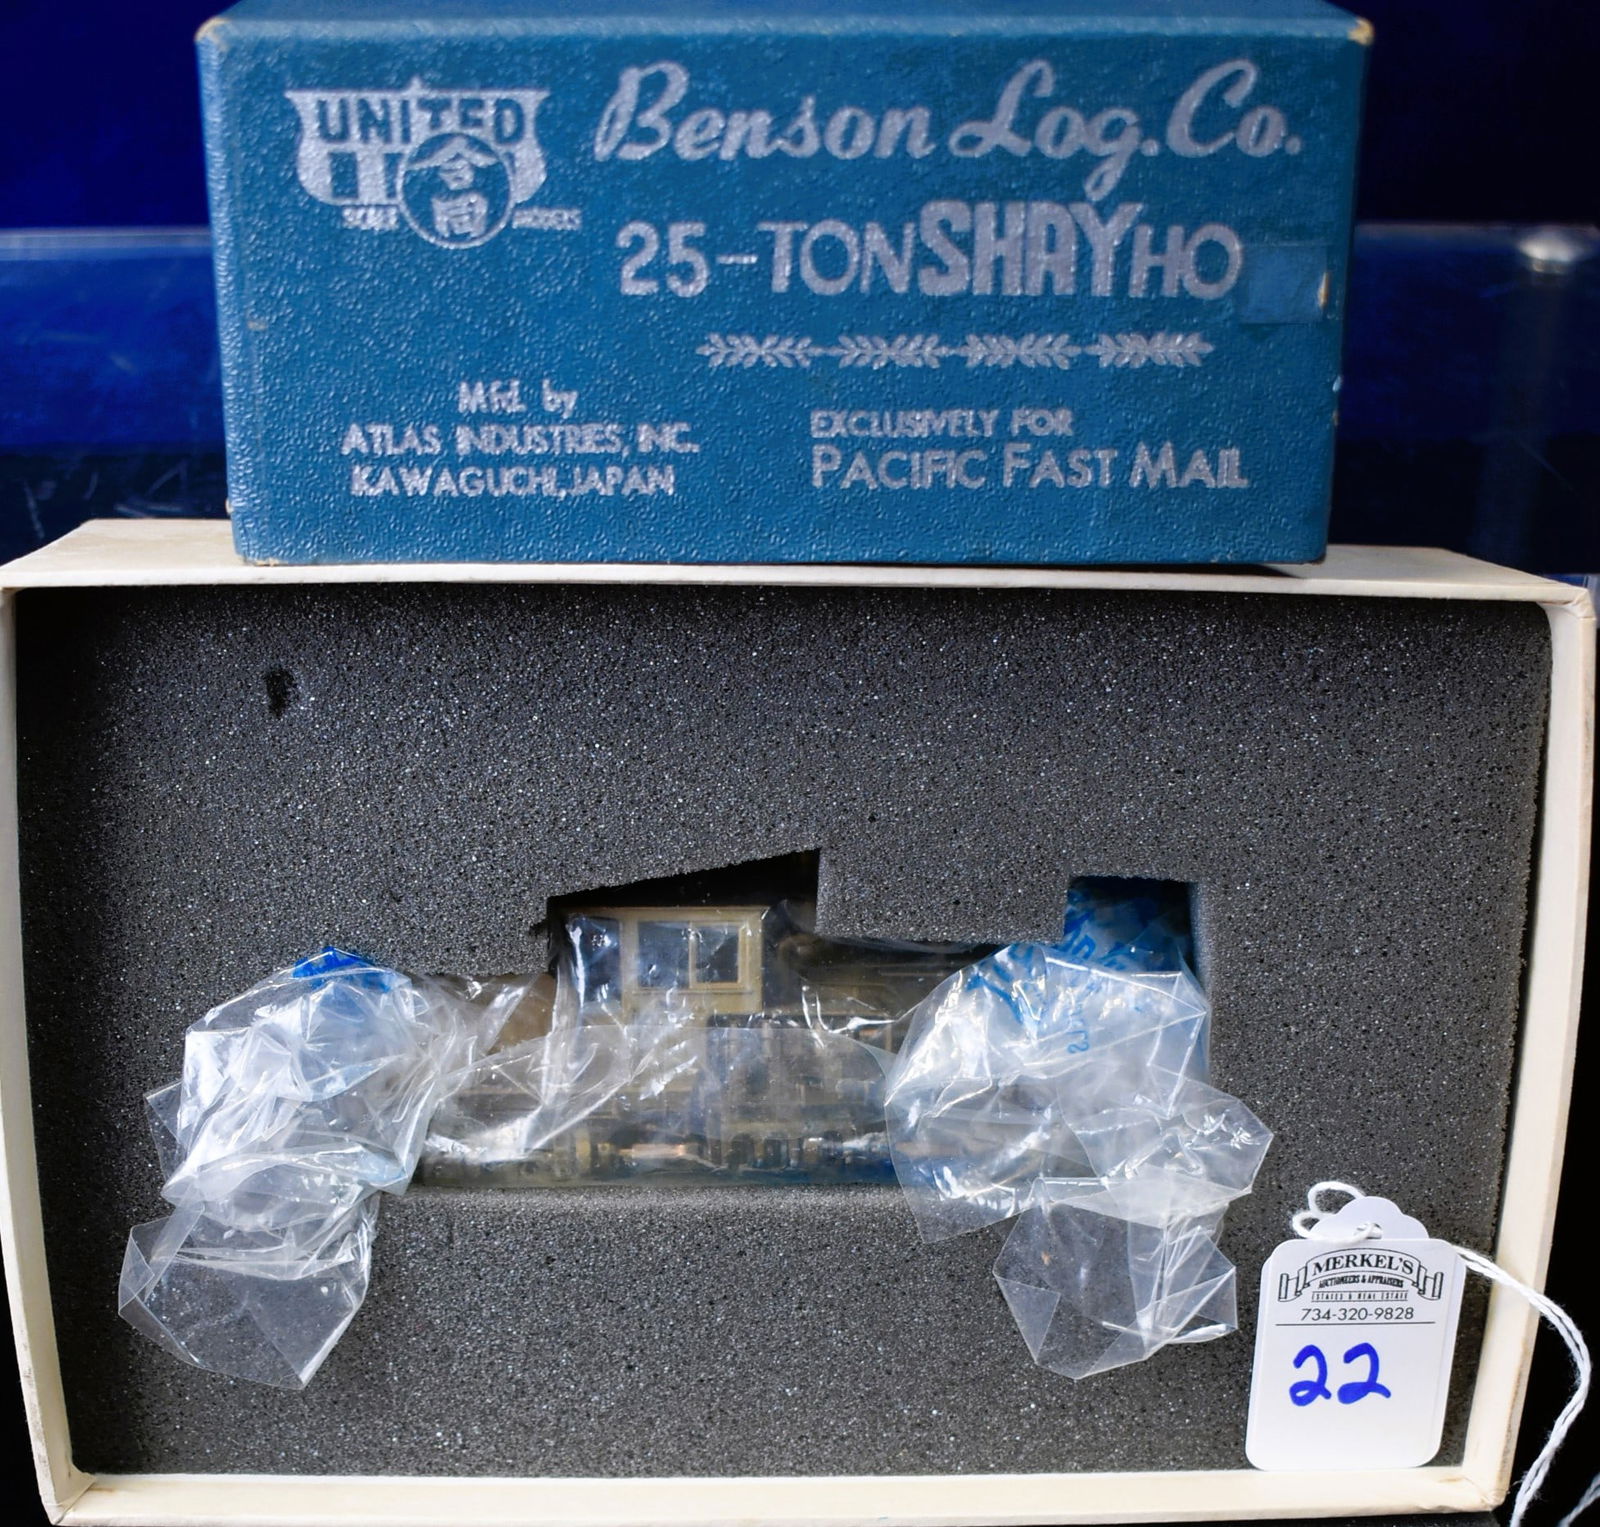 UNITED
合同
SCALE MODELS
Benson Log. Co.
25-TON SHAY HO
Mfd. by
ATLAS INDUSTRIES, INC.
KAWAGUCHI, JAPAN
EXCLUSIVELY FOR
PACIFIC FAST MAIL
MERKEL'S
AUCTIONEERS & APPRAISERS
ESTATES & REAL ESTATE
734-320-9828
22